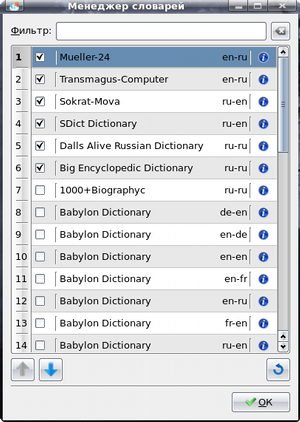 Менеджер словарей
Фильтр:
1 Mueller-24 en-ru
2 Transmagus-Computer en-ru
3 Sokrat-Mova ru-en
4 SDict Dictionary ru-en
5 Dalls Alive Russian Dictionary ru-ru
6 Big Encyclopedic Dictionary ru-ru
7 1000+Biographyc ru-ru
8 Babylon Dictionary de-en
9 Babylon Dictionary en-de
10 Babylon Dictionary en-en
11 Babylon Dictionary en-fr
12 Babylon Dictionary en-ru
13 Babylon Dictionary fr-en
14 Babylon Dictionary ru-en
OK